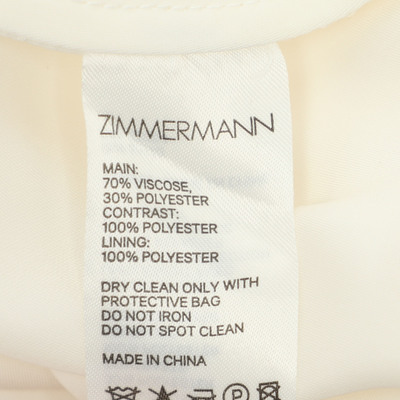 ZIMMERMANN
MAIN:
70% VISCOSE,
30% POLYESTER
CONTRAST:
100% POLYESTER
LINING:
100% POLYESTER
DRY CLEAN ONLY WITH
PROTECTIVE BAG
DO NOT IRON
DO NOT SPOT CLEAN
MADE IN CHINA
P